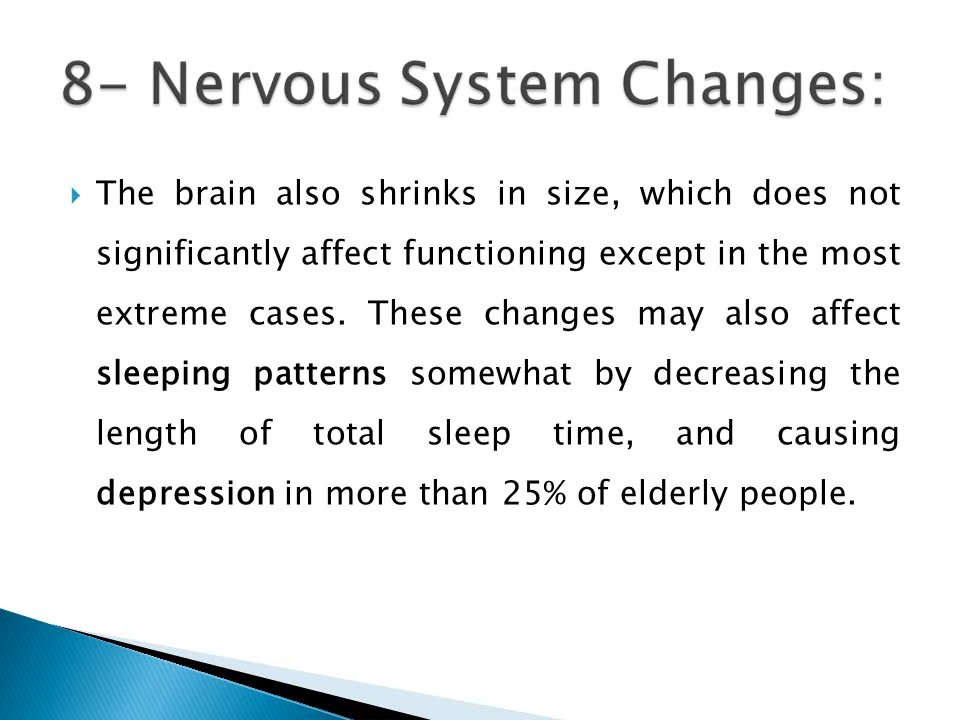 8- Nervous System Changes:
The brain also shrinks in size, which does not
significantly affect functioning except in the most
extreme cases. These changes may also affect
sleeping patterns somewhat by decreasing the
length of total sleep time, and causing
depression in more than 25% of elderly people.